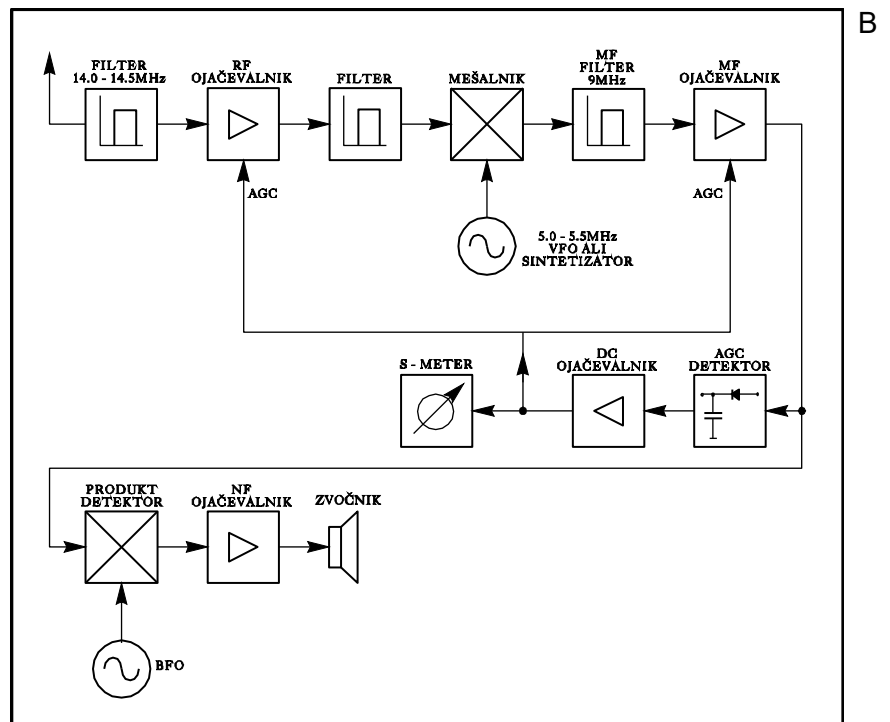 B
FILTER
14.0 - 14.5MHz
RF
OJAČEVALNIK
FILTER
MEŠALNIK
MF
FILTER
9MHz
MF
OJAČEVALNIK
AGC
AGC
5.0 - 5.5MHz
VFO ALI
SINTETIZATOR
S - METER
DC
OJAČEVALNIK
AGC
DETEKTOR
PRODUKT
DETEKTOR
NF
OJAČEVALNIK
ZVOČNIK
BFO